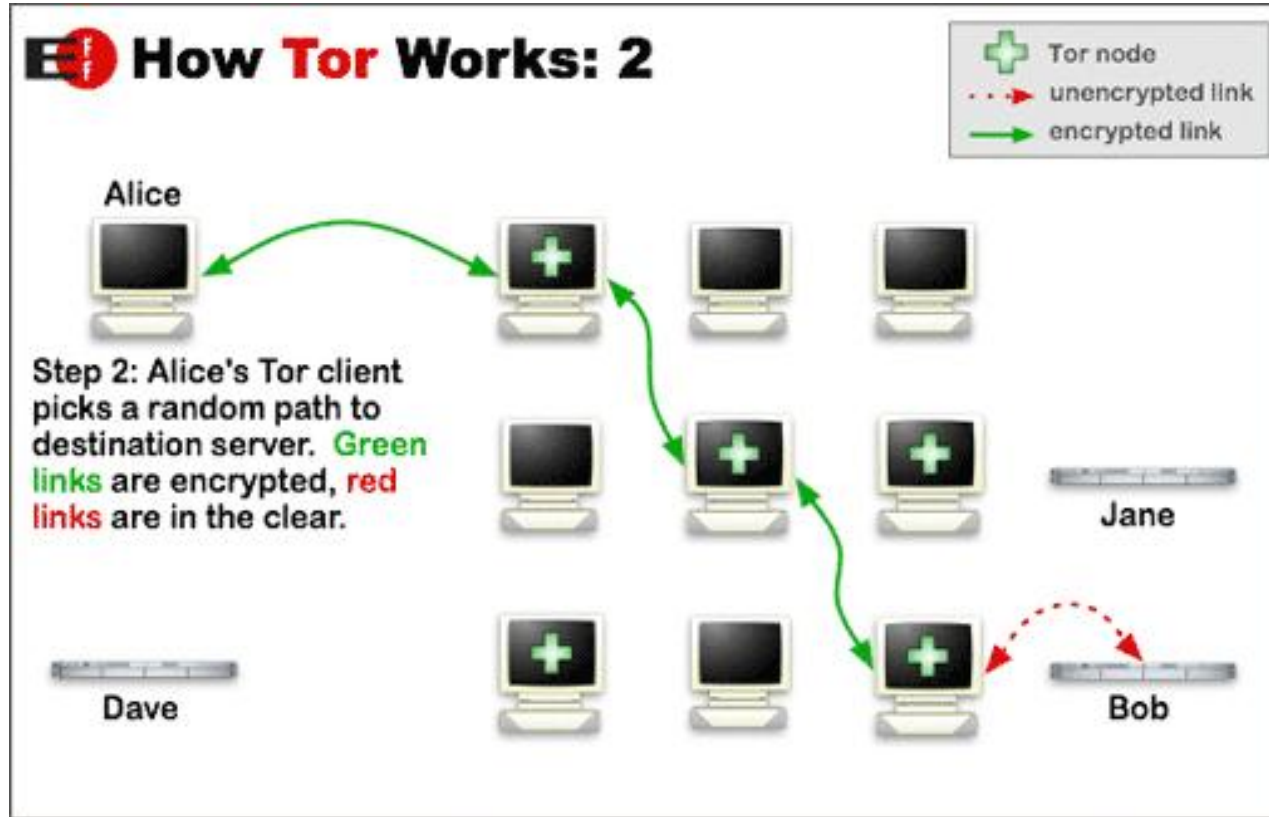 EFF How Tor Works: 2
Tor node
unencrypted link
encrypted link
Alice
Step 2: Alice's Tor client
picks a random path to
destination server. Green
links are encrypted, red
links are in the clear.
Jane
Dave
Bob